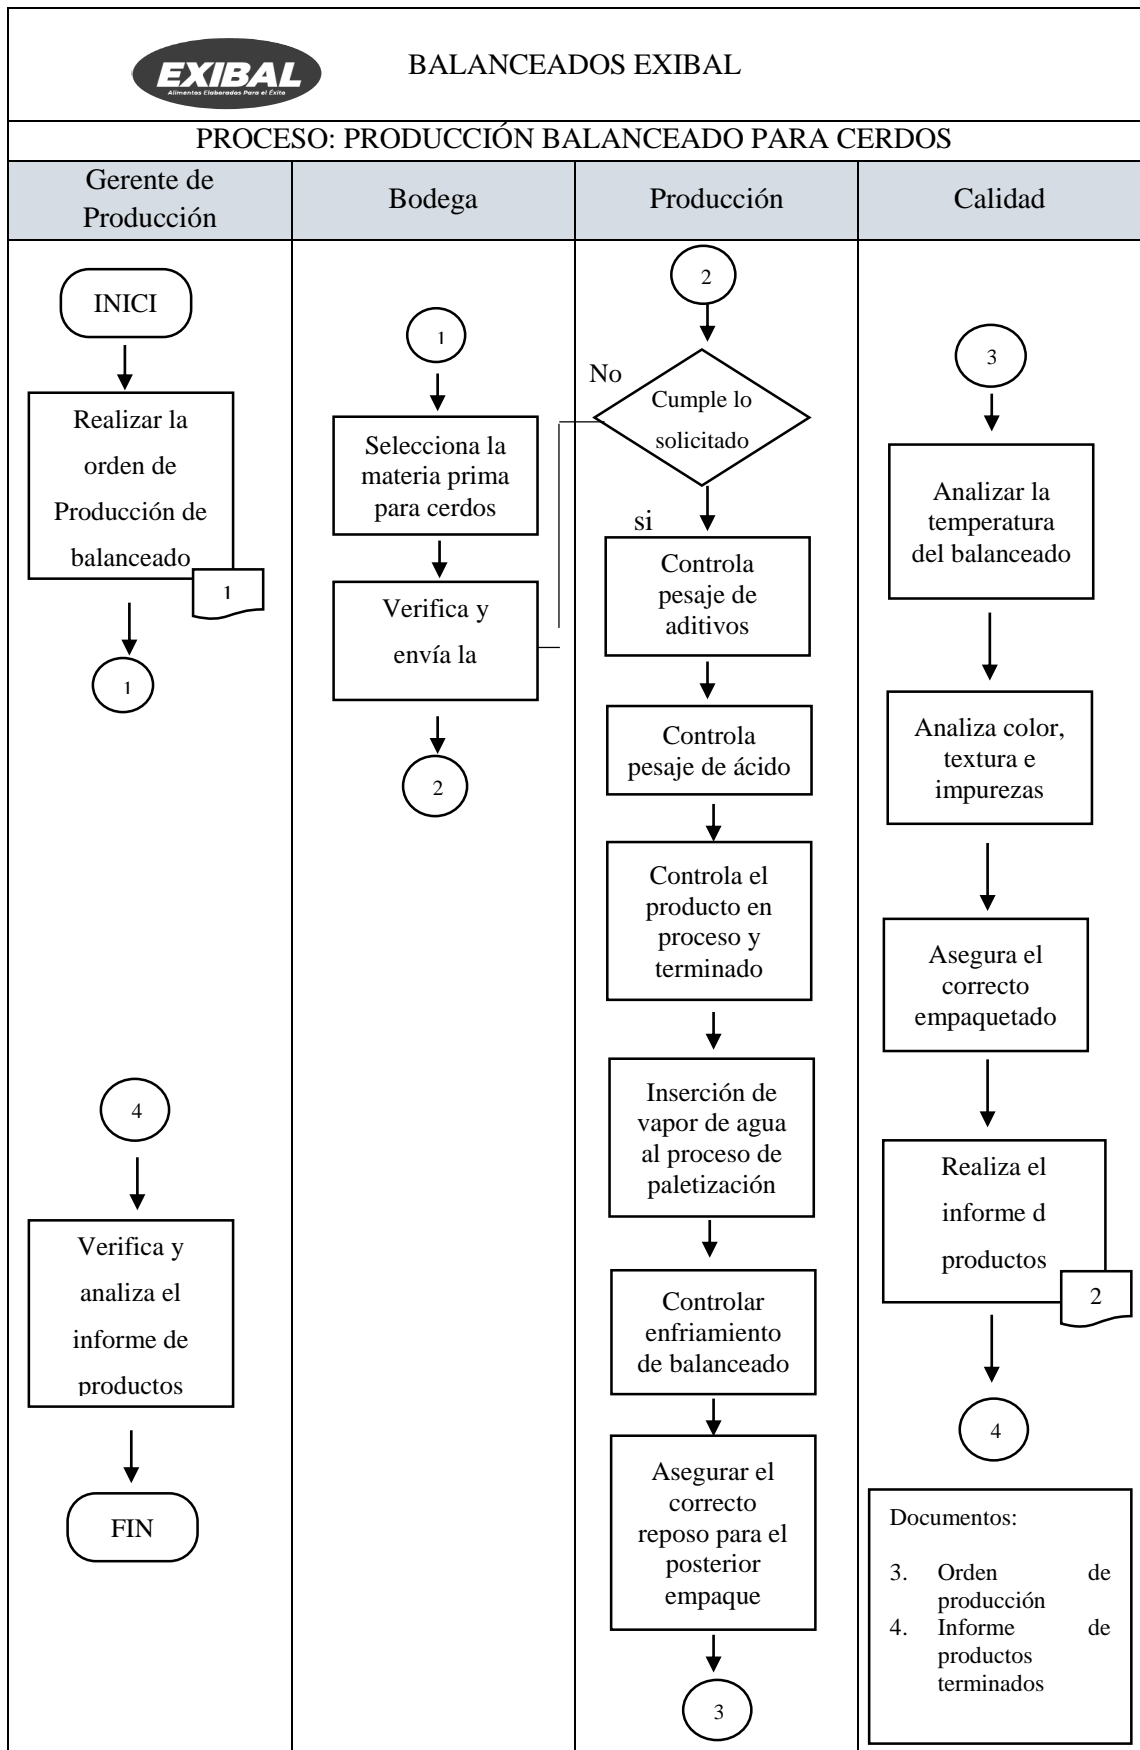 EXIBAL
Alimentos Elaborados Para el Éxito
BALANCEADOS EXIBAL
PROCESO: PRODUCCIÓN BALANCEADO PARA CERDOS
Gerente de
Producción
Bodega
Producción
Calidad
INICI
Realizar la
orden de
Producción de
balanceado
1
1
1
Selecciona la
materia prima
para cerdos
Verifica y
envía la
2
2
No
Cumple lo
solicitado
si
Controla
pesaje de
aditivos
Controla
pesaje de ácido
Controla el
producto en
proceso y
terminado
Inserción de
vapor de agua
al proceso de
paletización
Controlar
enfriamiento
de balanceado
Asegurar el
correcto
reposo para el
posterior
empaque
3
3
Analizar la
temperatura
del balanceado
Analiza color,
textura e
impurezas
Asegura el
correcto
empaquetado
Realiza el
informe d
productos
2
4
4
Verifica y
analiza el
informe de
productos
FIN
Documentos:
3. Orden de
producción
4. Informe de
productos
terminados